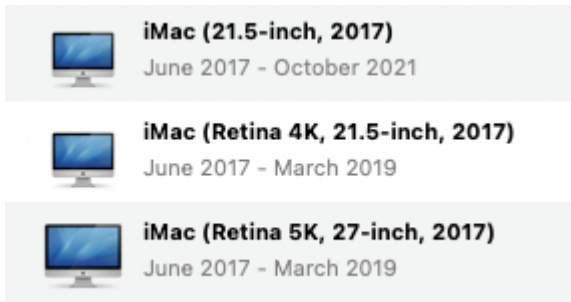 iMac (21.5-inch, 2017)
June 2017 - October 2021
iMac (Retina 4K, 21.5-inch, 2017)
June 2017 - March 2019
iMac (Retina 5K, 27-inch, 2017)
June 2017 - March 2019